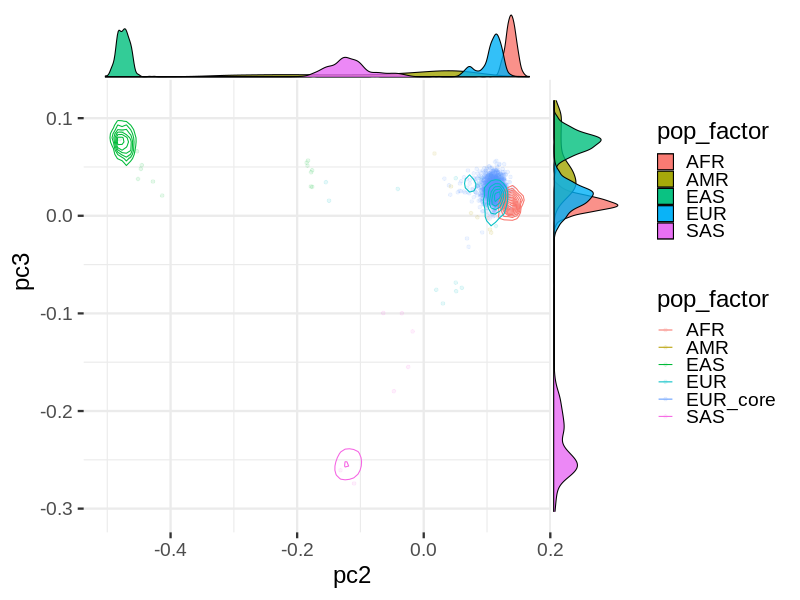 pop_factor
AFR
AMR
EAS
EUR
SAS
pop_factor
AFR
AMR
EAS
EUR
EUR_core
SAS
pc3
0.1
0.0
-0.1
-0.2
-0.3
-0.4
-0.2
0.0
0.2
pc2